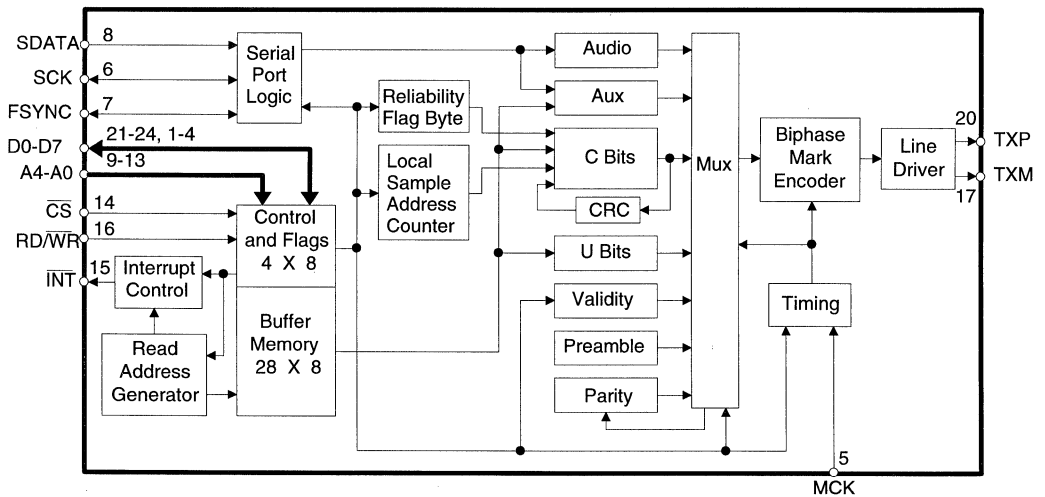 SDATA 8
SCK 6
FSYNC 7
D0-D7 21-24, 1-4
A4-A0 9-13
CS 14
RD/WR 16
INT 15
Serial
Port
Logic
Reliability
Flag Byte
Local
Sample
Address
Counter
Control
and Flags
4 X 8
Buffer
Memory
28 X 8
Interrupt
Control
Read
Address
Generator
Audio
Aux
C Bits
CRC
U Bits
Validity
Preamble
Parity
Mux
Biphase
Mark
Encoder
Timing
Line
Driver
20 TXP
TXM
17
5
MCK